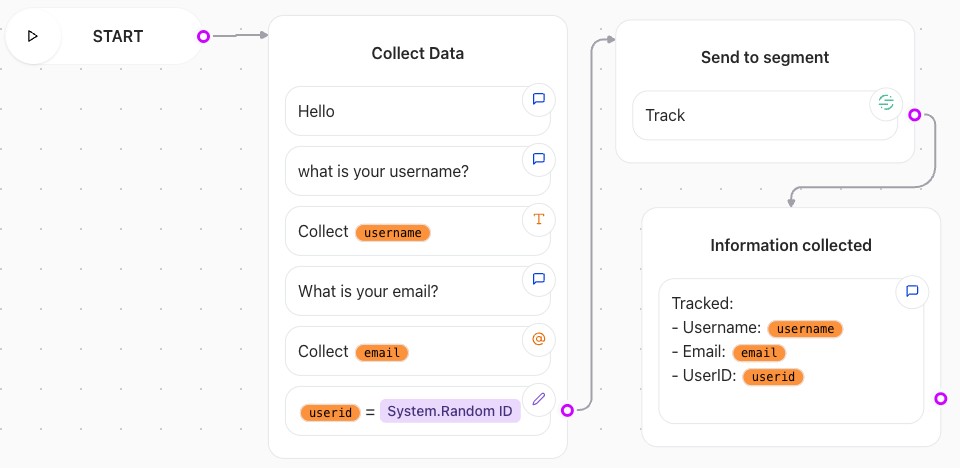 START
Collect Data
Hello
what is your username?
Collect username
What is your email?
Collect email
userid = System.Random ID
Send to segment
Track
Information collected
Tracked:
- Username: username
- Email: email
- UserID: userid